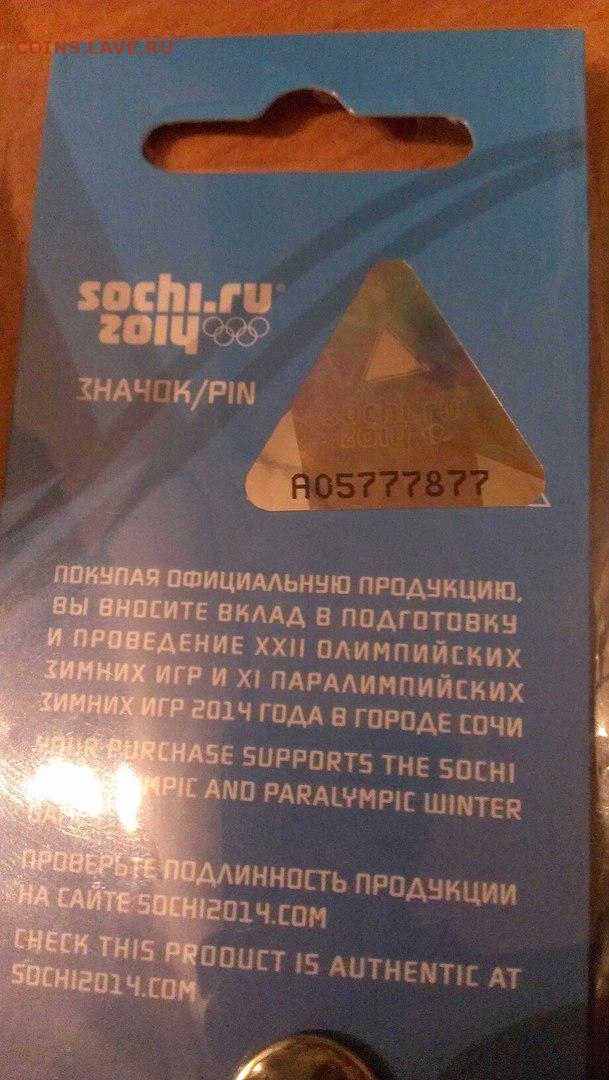 COINS.LAVE.RU
sochi.ru®
2014
ЗНАЧОК/PIN
sochi.ru
2014
A05777877
ПОКУПАЯ ОФИЦИАЛЬНУЮ ПРОДУКЦИЮ,
ВЫ ВНОСИТЕ ВКЛАД В ПОДГОТОВКУ
И ПРОВЕДЕНИЕ XXII ОЛИМПИЙСКИХ
ЗИМНИХ ИГР И XI ПАРАЛИМПИЙСКИХ
ЗИМНИХ ИГР 2014 ГОДА В ГОРОДЕ СОЧИ
YOUR PURCHASE SUPPORTS THE SOCHI
AND PARALYMPIC WINTER
ПРОВЕРЬТЕ ПОДЛИННОСТЬ ПРОДУКЦИИ
НА САЙТЕ SOCHI2014.COM
CHECK THIS PRODUCT IS AUTHENTIC AT
SOCHI2014.COM